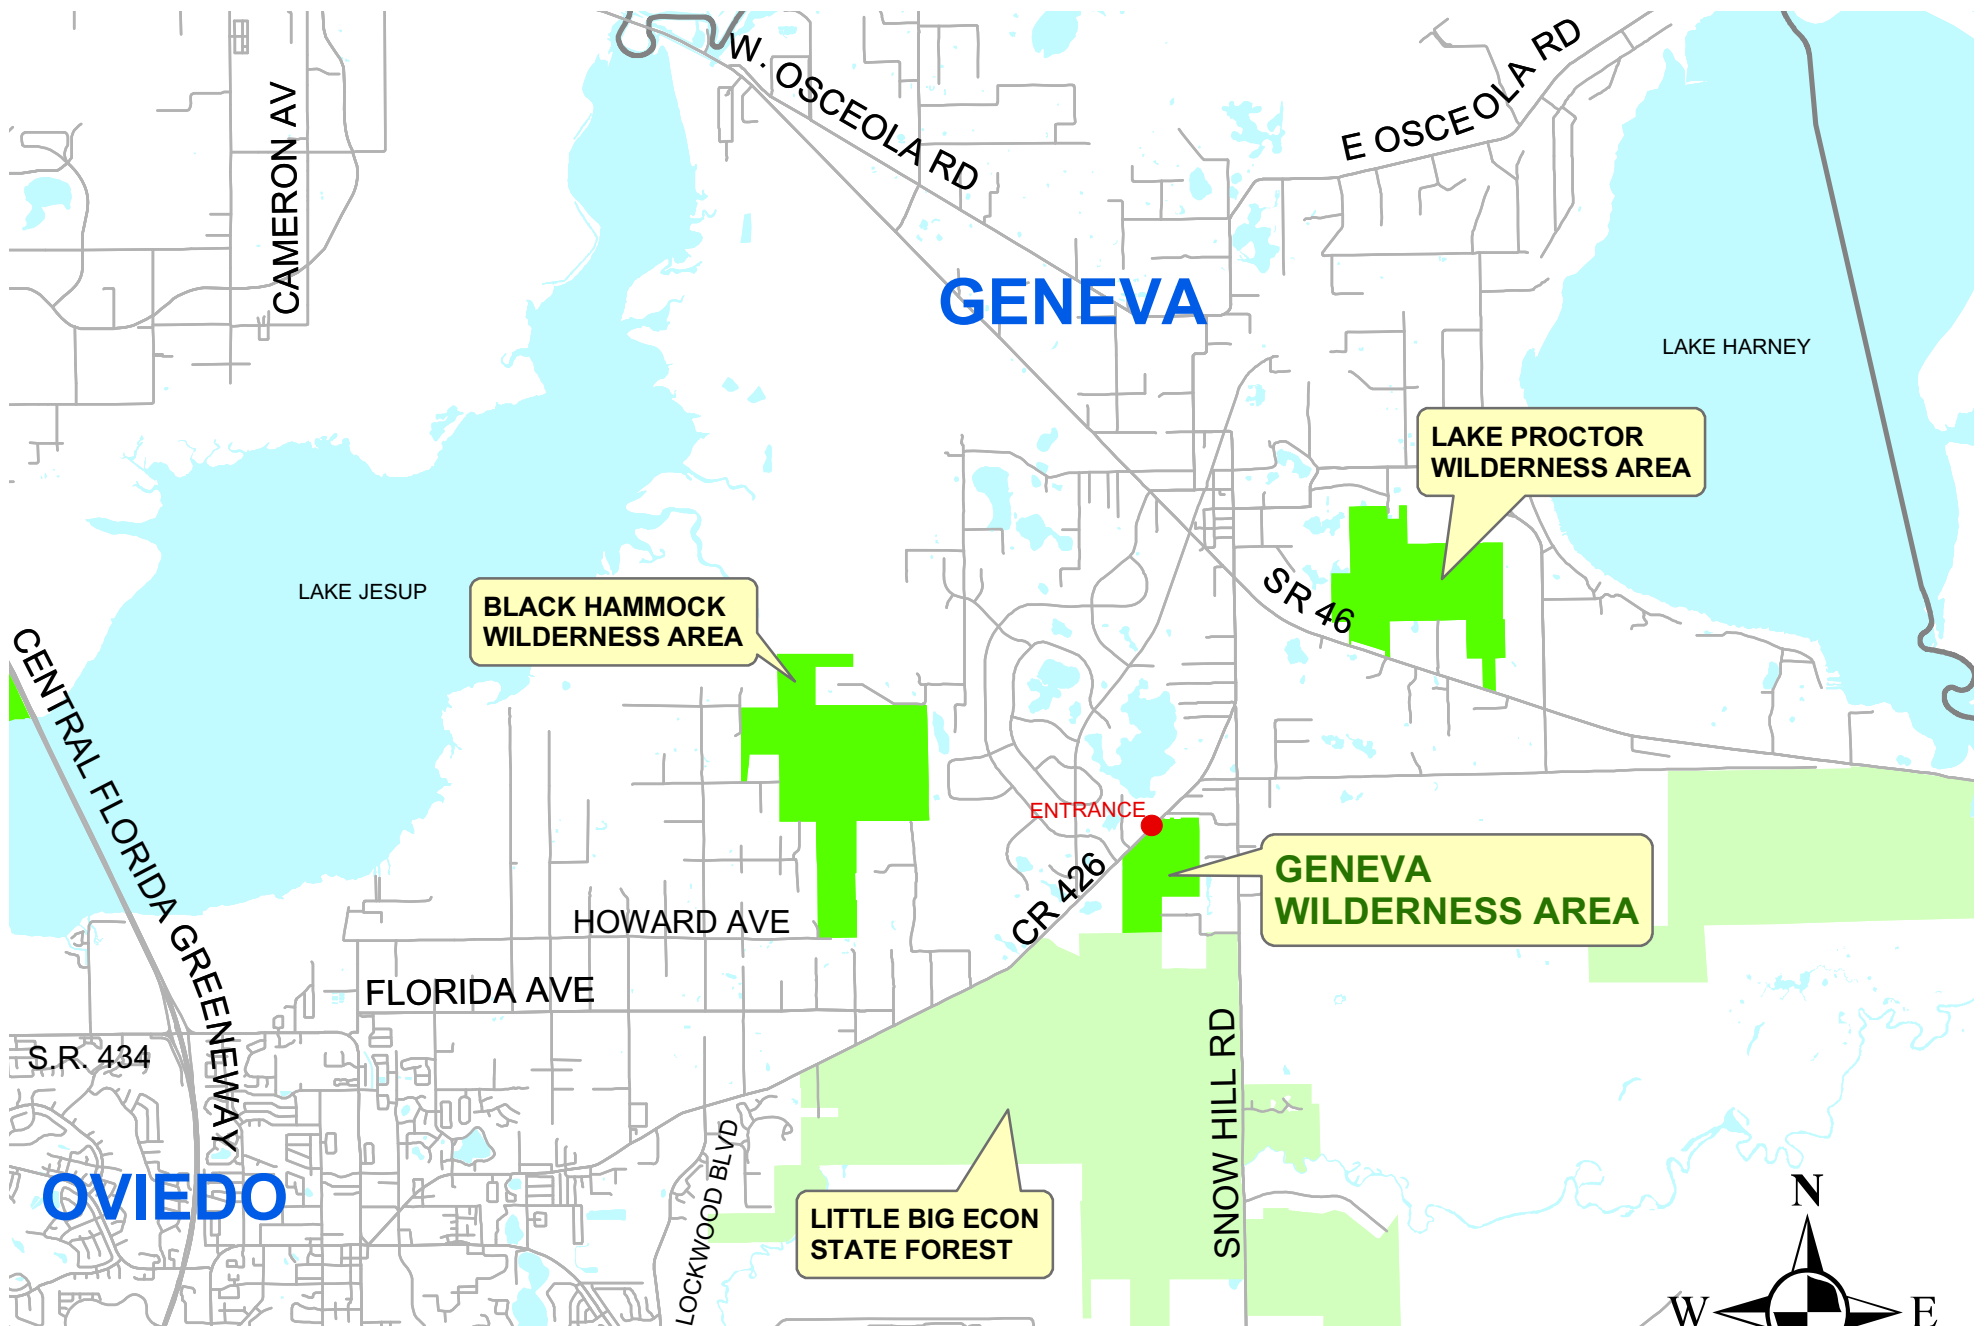 W. OSCEOLA RD
E OSCEOLA RD
CAMERON AV
GENEVA
LAKE HARNEY
LAKE PROCTOR
WILDERNESS AREA
LAKE JESUP
BLACK HAMMOCK
WILDERNESS AREA
SR 46
CENTRAL FLORIDA GREENEWAY
ENTRANCE
GENEVA
WILDERNESS AREA
CR 426
HOWARD AVE
FLORIDA AVE
S.R. 434
SNOW HILL RD
LOCKWOOD BLVD
OVIEDO
LITTLE BIG ECON
STATE FOREST
N
W
E